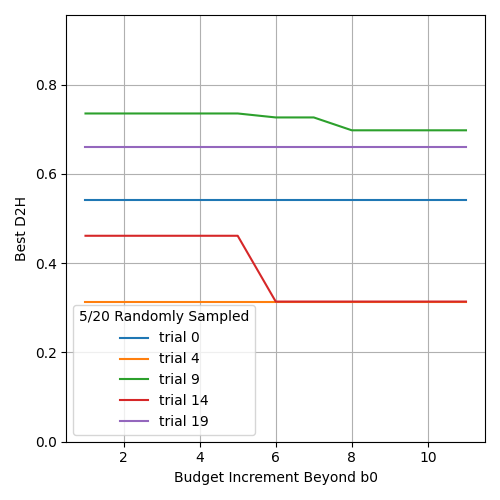 0.8
0.6
0.4
0.2
0.0
Best D2H
5/20 Randomly Sampled
trial 0
trial 4
trial 9
trial 14
trial 19
2 4 6 8 10
Budget Increment Beyond b0